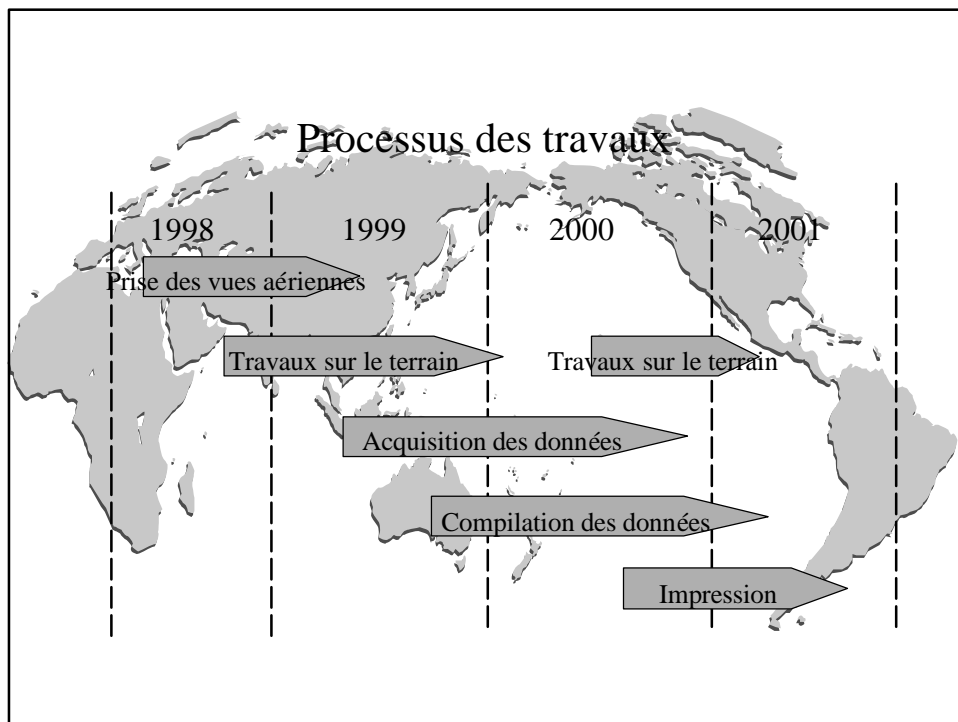 Processus des travaux
1998 1999 2000 2001
Prise des vues aériennes
Travaux sur le terrain Travaux sur le terrain
Acquisition des données
Compilation des données
Impression